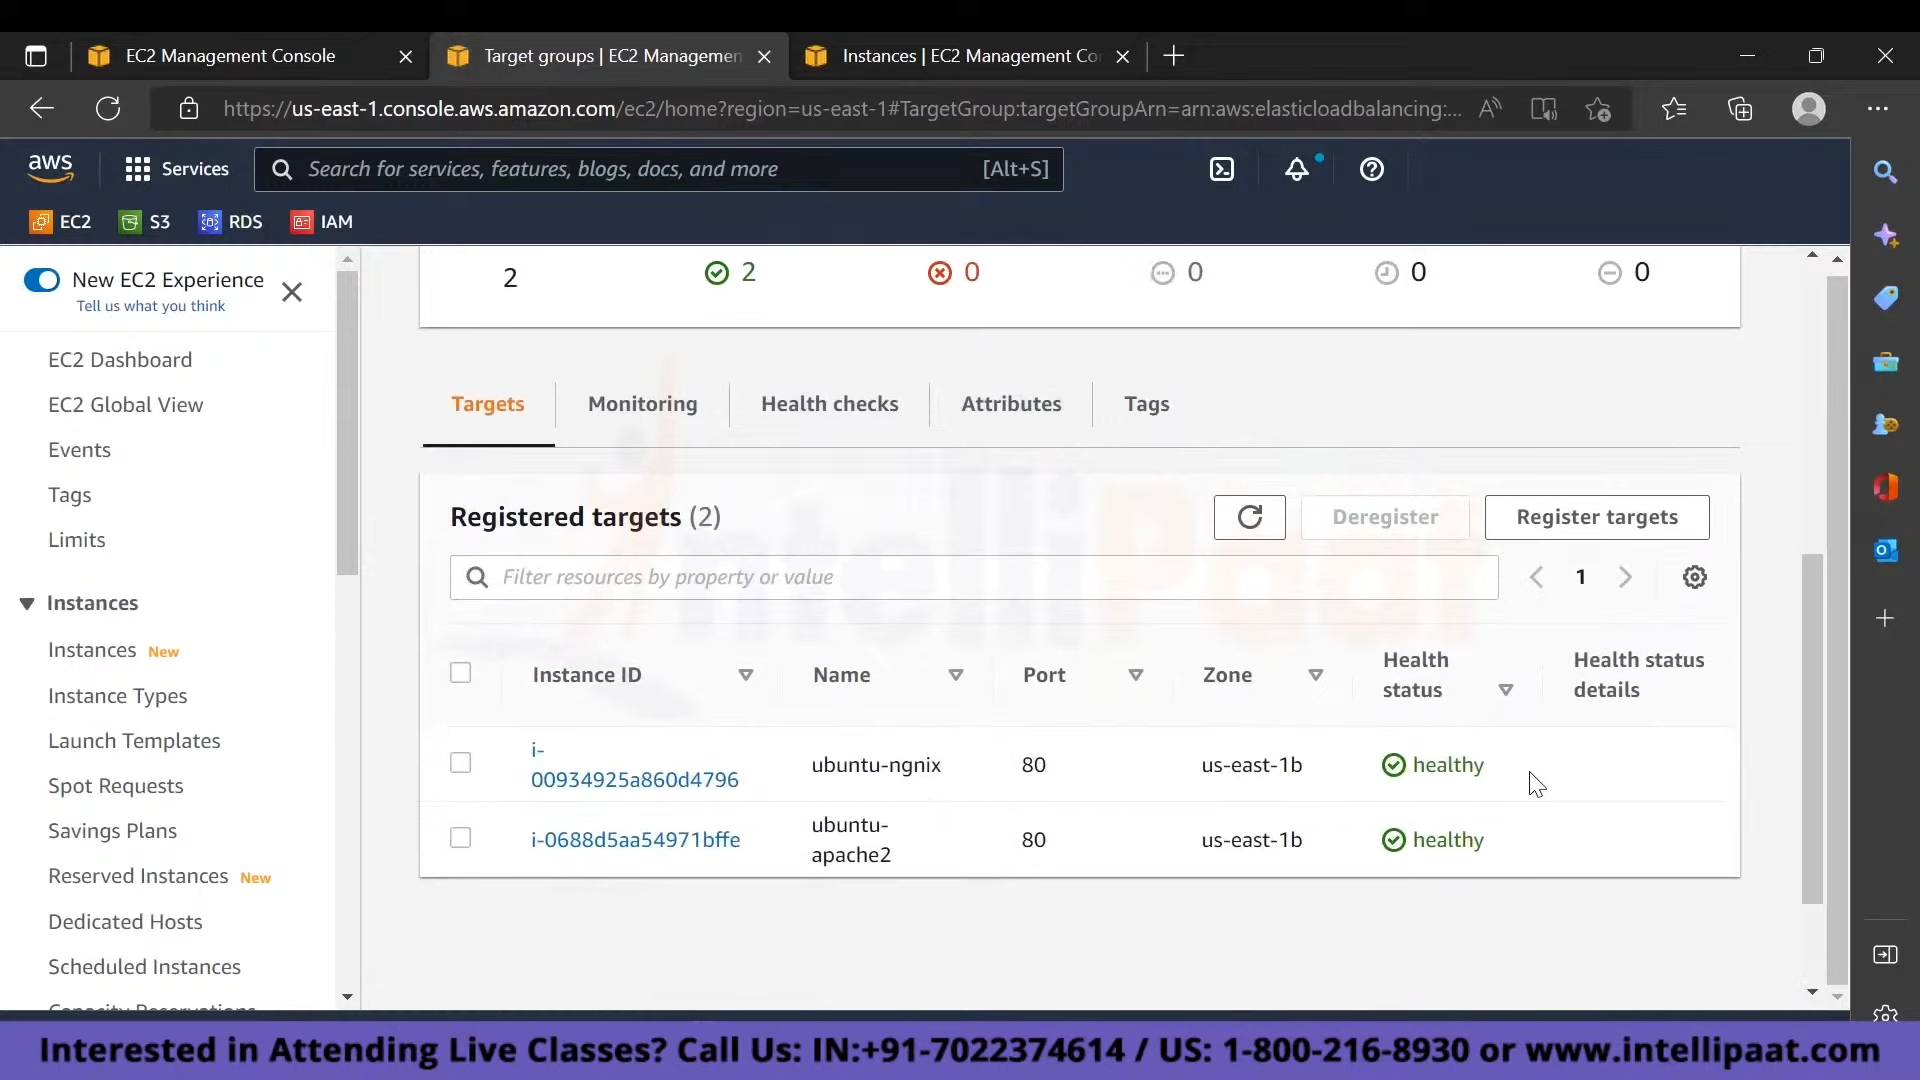 EC2 Management Console
Target groups | EC2 Managemen
Instances | EC2 Management Co
https://us-east-1.console.aws.amazon.com/ec2/home?region=us-east-1#TargetGroup:targetGroupArn=arn:aws:elasticloadbalancing:...
aws
Services
Search for services, features, blogs, docs, and more
[Alt+S]
EC2
S3
RDS
IAM
New EC2 Experience
Tell us what you think
EC2 Dashboard
EC2 Global View
Events
Tags
Limits
Instances
Instances New
Instance Types
Launch Templates
Spot Requests
Savings Plans
Reserved Instances New
Dedicated Hosts
Scheduled Instances
Capacity Reservations
2
2
0
0
0
0
Targets
Monitoring
Health checks
Attributes
Tags
Registered targets (2)
Deregister
Register targets
Filter resources by property or value
1
Instance ID
Name
Port
Zone
Health
status
Health status
details
i-
00934925a860d4796
ubuntu-ngnix
80
us-east-1b
healthy
i-0688d5aa54971bffe
ubuntu-
apache2
80
us-east-1b
healthy
intelliPaat
Interested in Attending Live Classes? Call Us: IN:+91-7022374614 / US: 1-800-216-8930 or www.intellipaat.com